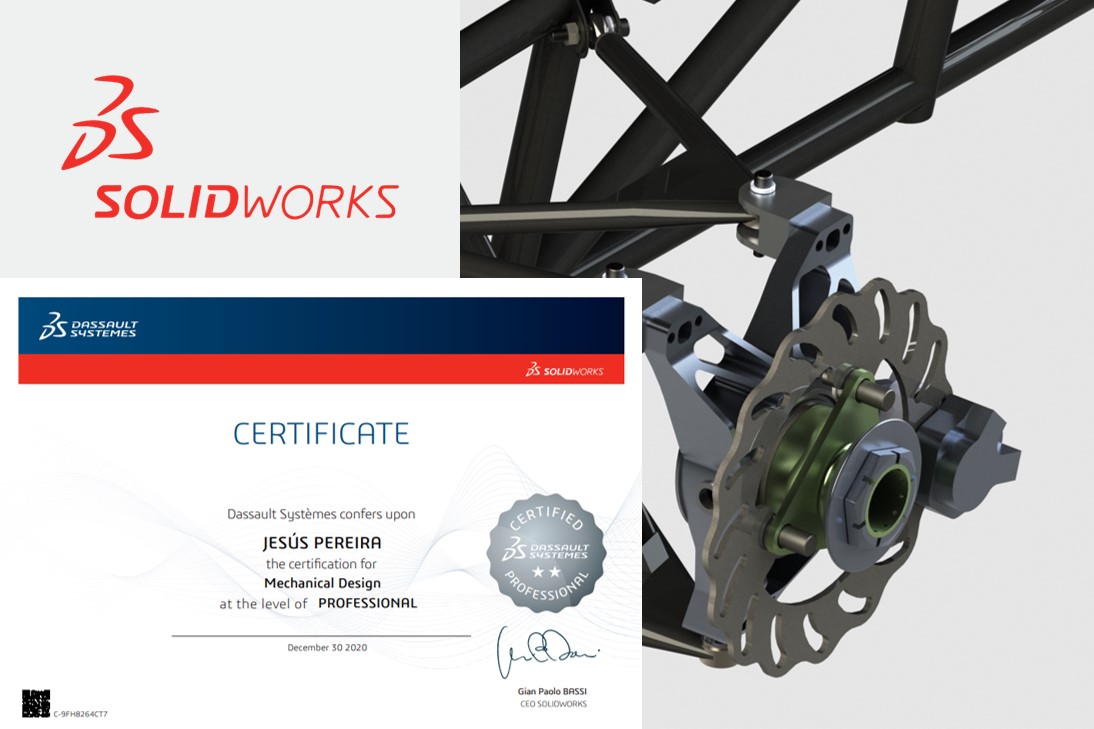 SOLIDWORKS
DASSAULT
SYSTEMES
SOLIDWORKS
CERTIFICATE
Dassault Systèmes confers upon
JESÚS PEREIRA
the certification for
Mechanical Design
at the level of PROFESSIONAL
December 30 2020
CERTIFIED
DASSAULT
SYSTEMES
PROFESSIONAL
Gian Paolo BASSI
CEO SOLIDWORKS
C-9FH8264CT7